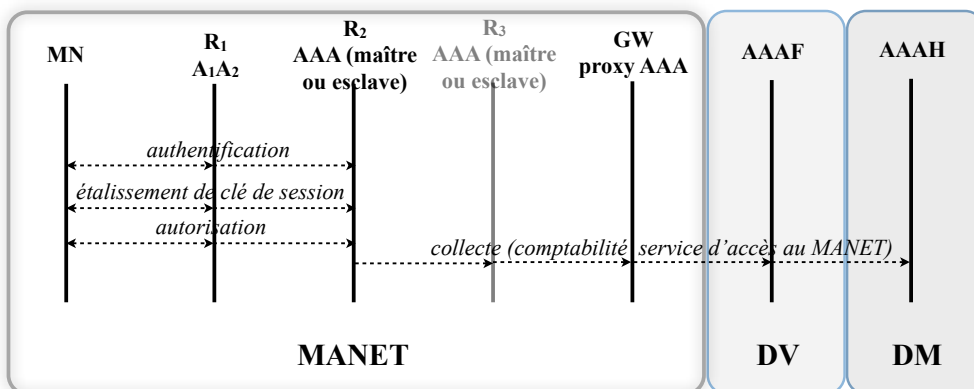 MN
R₁
A₁A₂
R₂
AAA (maître
ou esclave)
R₃
AAA (maître
ou esclave)
GW
proxy AAA
AAAF
AAAH
authentification
étalissement de clé de session
autorisation
collecte (comptabilité service d'accès au MANET)
MANET
DV
DM